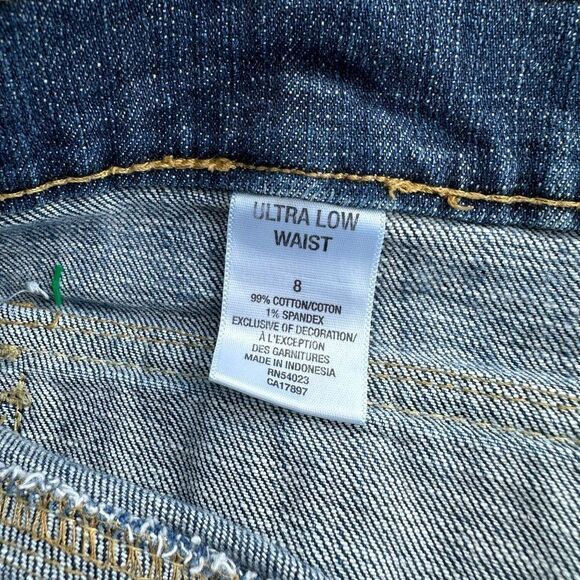 ULTRA LOW
WAIST
8
99% COTTON/COTON
1% SPANDEX
EXCLUSIVE OF DECORATION/
À L'EXCEPTION
DES GARNITURES
MADE IN INDONESIA
RN54023
CA17897